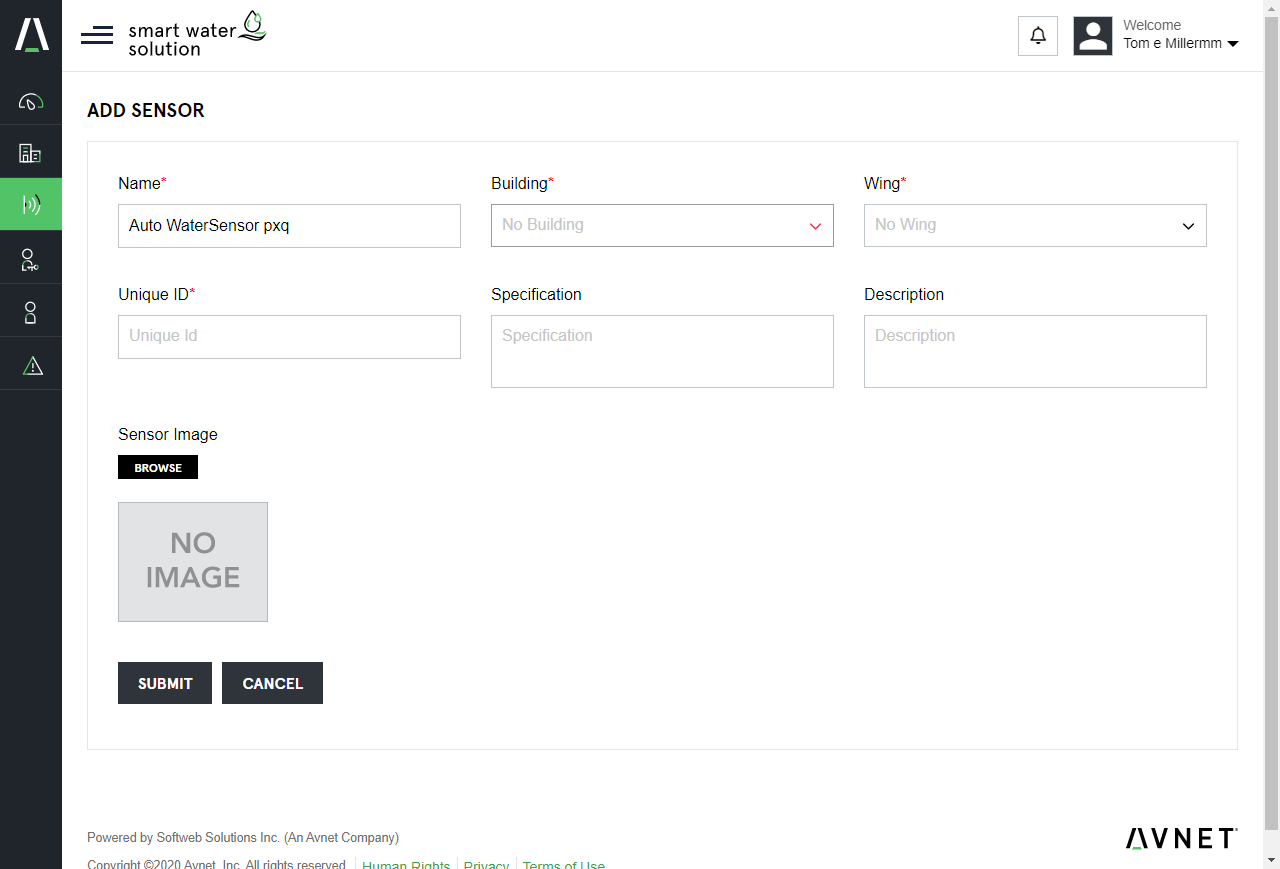 smart water
solution
Welcome
Tom e Millermm
ADD SENSOR
Name*
Building*
Wing*
Auto WaterSensor pxq
No Building
No Wing
Unique ID*
Specification
Description
Unique Id
Specification
Description
Sensor Image
BROWSE
NO
IMAGE
SUBMIT
CANCEL
Powered by Softweb Solutions Inc. (An Avnet Company)
AVNET
Copyright ©2020 Avnet, Inc. All rights reserved.
Human Rights
Privacy
Terms of Use